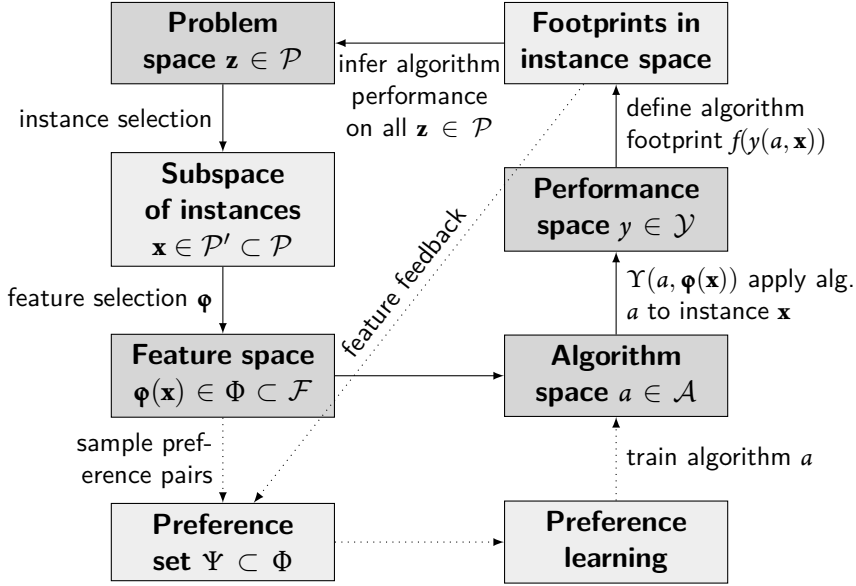 Problem
space z ∈ 𝒫
Footprints in
instance space
infer algorithm
performance
on all z ∈ 𝒫
instance selection
define algorithm
footprint f(y(a, x))
Subspace
of instances
x ∈ 𝒫′ ⊂ 𝒫
Performance
space y ∈ 𝒴
feature feedback
feature selection φ
Υ(a, φ(x)) apply alg.
a to instance x
Feature space
φ(x) ∈ Φ ⊂ ℱ
Algorithm
space a ∈ 𝒜
sample pref-
erence pairs
train algorithm a
Preference
set Ψ ⊂ Φ
Preference
learning